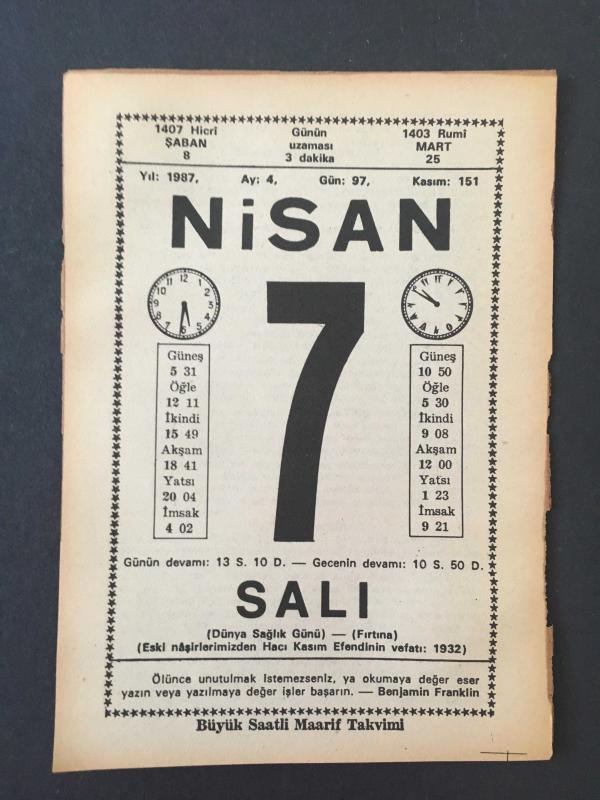 1407 Hicri
ŞABAN
8
Günün
uzaması
3 dakika
1403 Rumî
MART
25
Yıl: 1987, Ay: 4, Gün: 97, Kasım: 151
NiSAN
7
Güneş
5 31
Öğle
12 11
İkindi
15 49
Akşam
18 41
Yatsı
20 04
İmsak
4 02
Güneş
10 50
Öğle
5 30
İkindi
9 08
Akşam
12 00
Yatsı
1 23
İmsak
9 21
Günün devamı: 13 S. 10 D. — Gecenin devamı: 10 S. 50 D.
SALI
(Dünya Sağlık Günü) — (Fırtına)
(Eski nâşirlerimizden Hacı Kasım Efendinin vefatı: 1932)
Ölünce unutulmak istemezseniz, ya okumaya değer eser
yazın veya yazılmaya değer işler başarın. — Benjamin Franklin
Büyük Saatli Maarif Takvimi